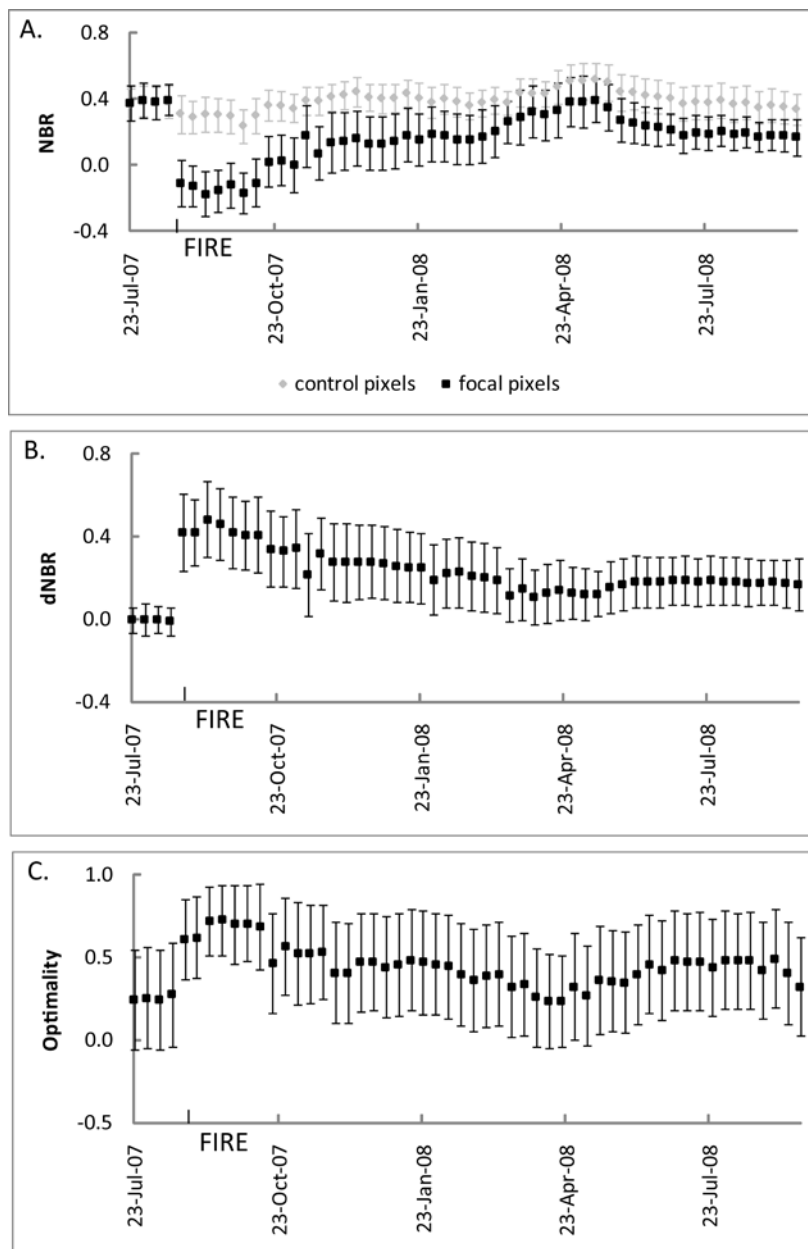 A.
0.8
0.4
0.0
-0.4
NBR
FIRE
23-Jul-07
23-Oct-07
23-Jan-08
23-Apr-08
23-Jul-08
control pixels
focal pixels
B.
0.8
0.4
0.0
-0.4
dNBR
FIRE
23-Jul-07
23-Oct-07
23-Jan-08
23-Apr-08
23-Jul-08
C.
1.0
0.5
0.0
-0.5
Optimality
FIRE
23-Jul-07
23-Oct-07
23-Jan-08
23-Apr-08
23-Jul-08